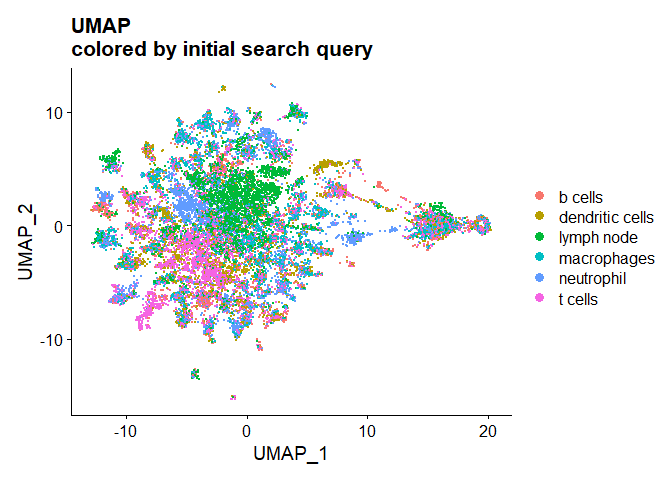 UMAP
colored by initial search query
10
0
-10
UMAP_2
-10 0 10 20
UMAP_1
b cells
dendritic cells
lymph node
macrophages
neutrophil
t cells